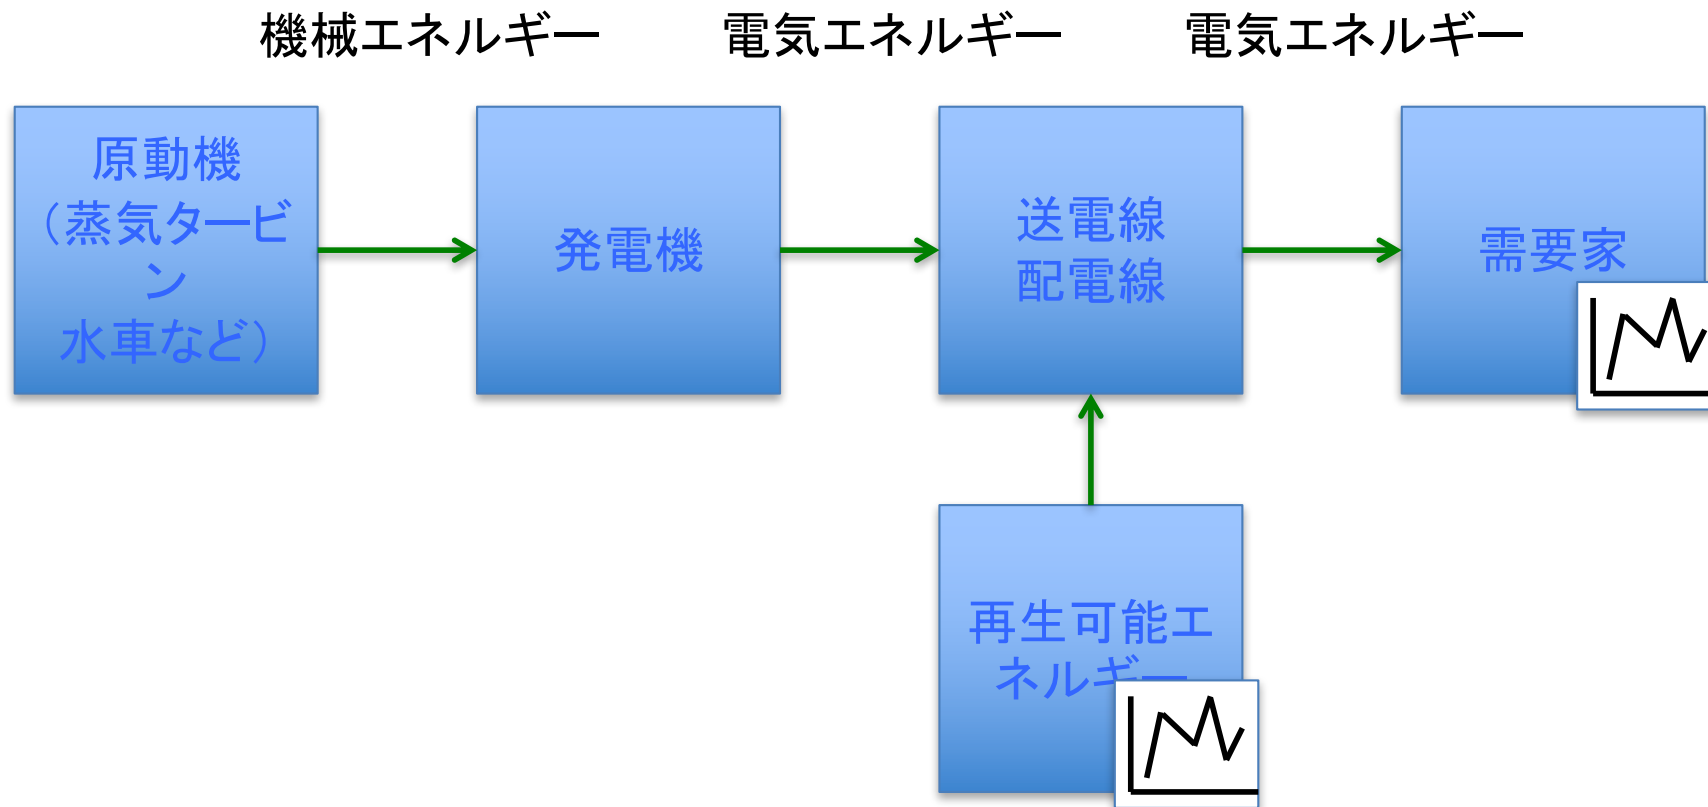 機械エネルギー
電気エネルギー
電気エネルギー
原動機
（蒸気タービ
ン
水車など）
発電機
送電線
配電線
需要家
再生可能エ
ネルギー